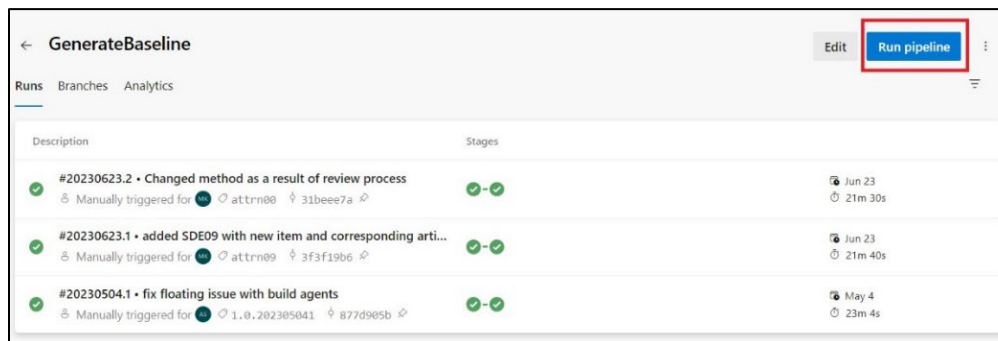 GenerateBaseline
Edit
Run pipeline
Runs Branches Analytics
Description Stages
#20230623.2 • Changed method as a result of review process
Jun 23
Manually triggered for MK attrn00 31beee7a
21m 30s
#20230623.1 • added SDE09 with new item and corresponding arti...
Jun 23
Manually triggered for MK attrn09 3f3f19b6
21m 40s
#20230504.1 • fix floating issue with build agents
May 4
Manually triggered for AS 1.0.202305041 877d905b
23m 4s